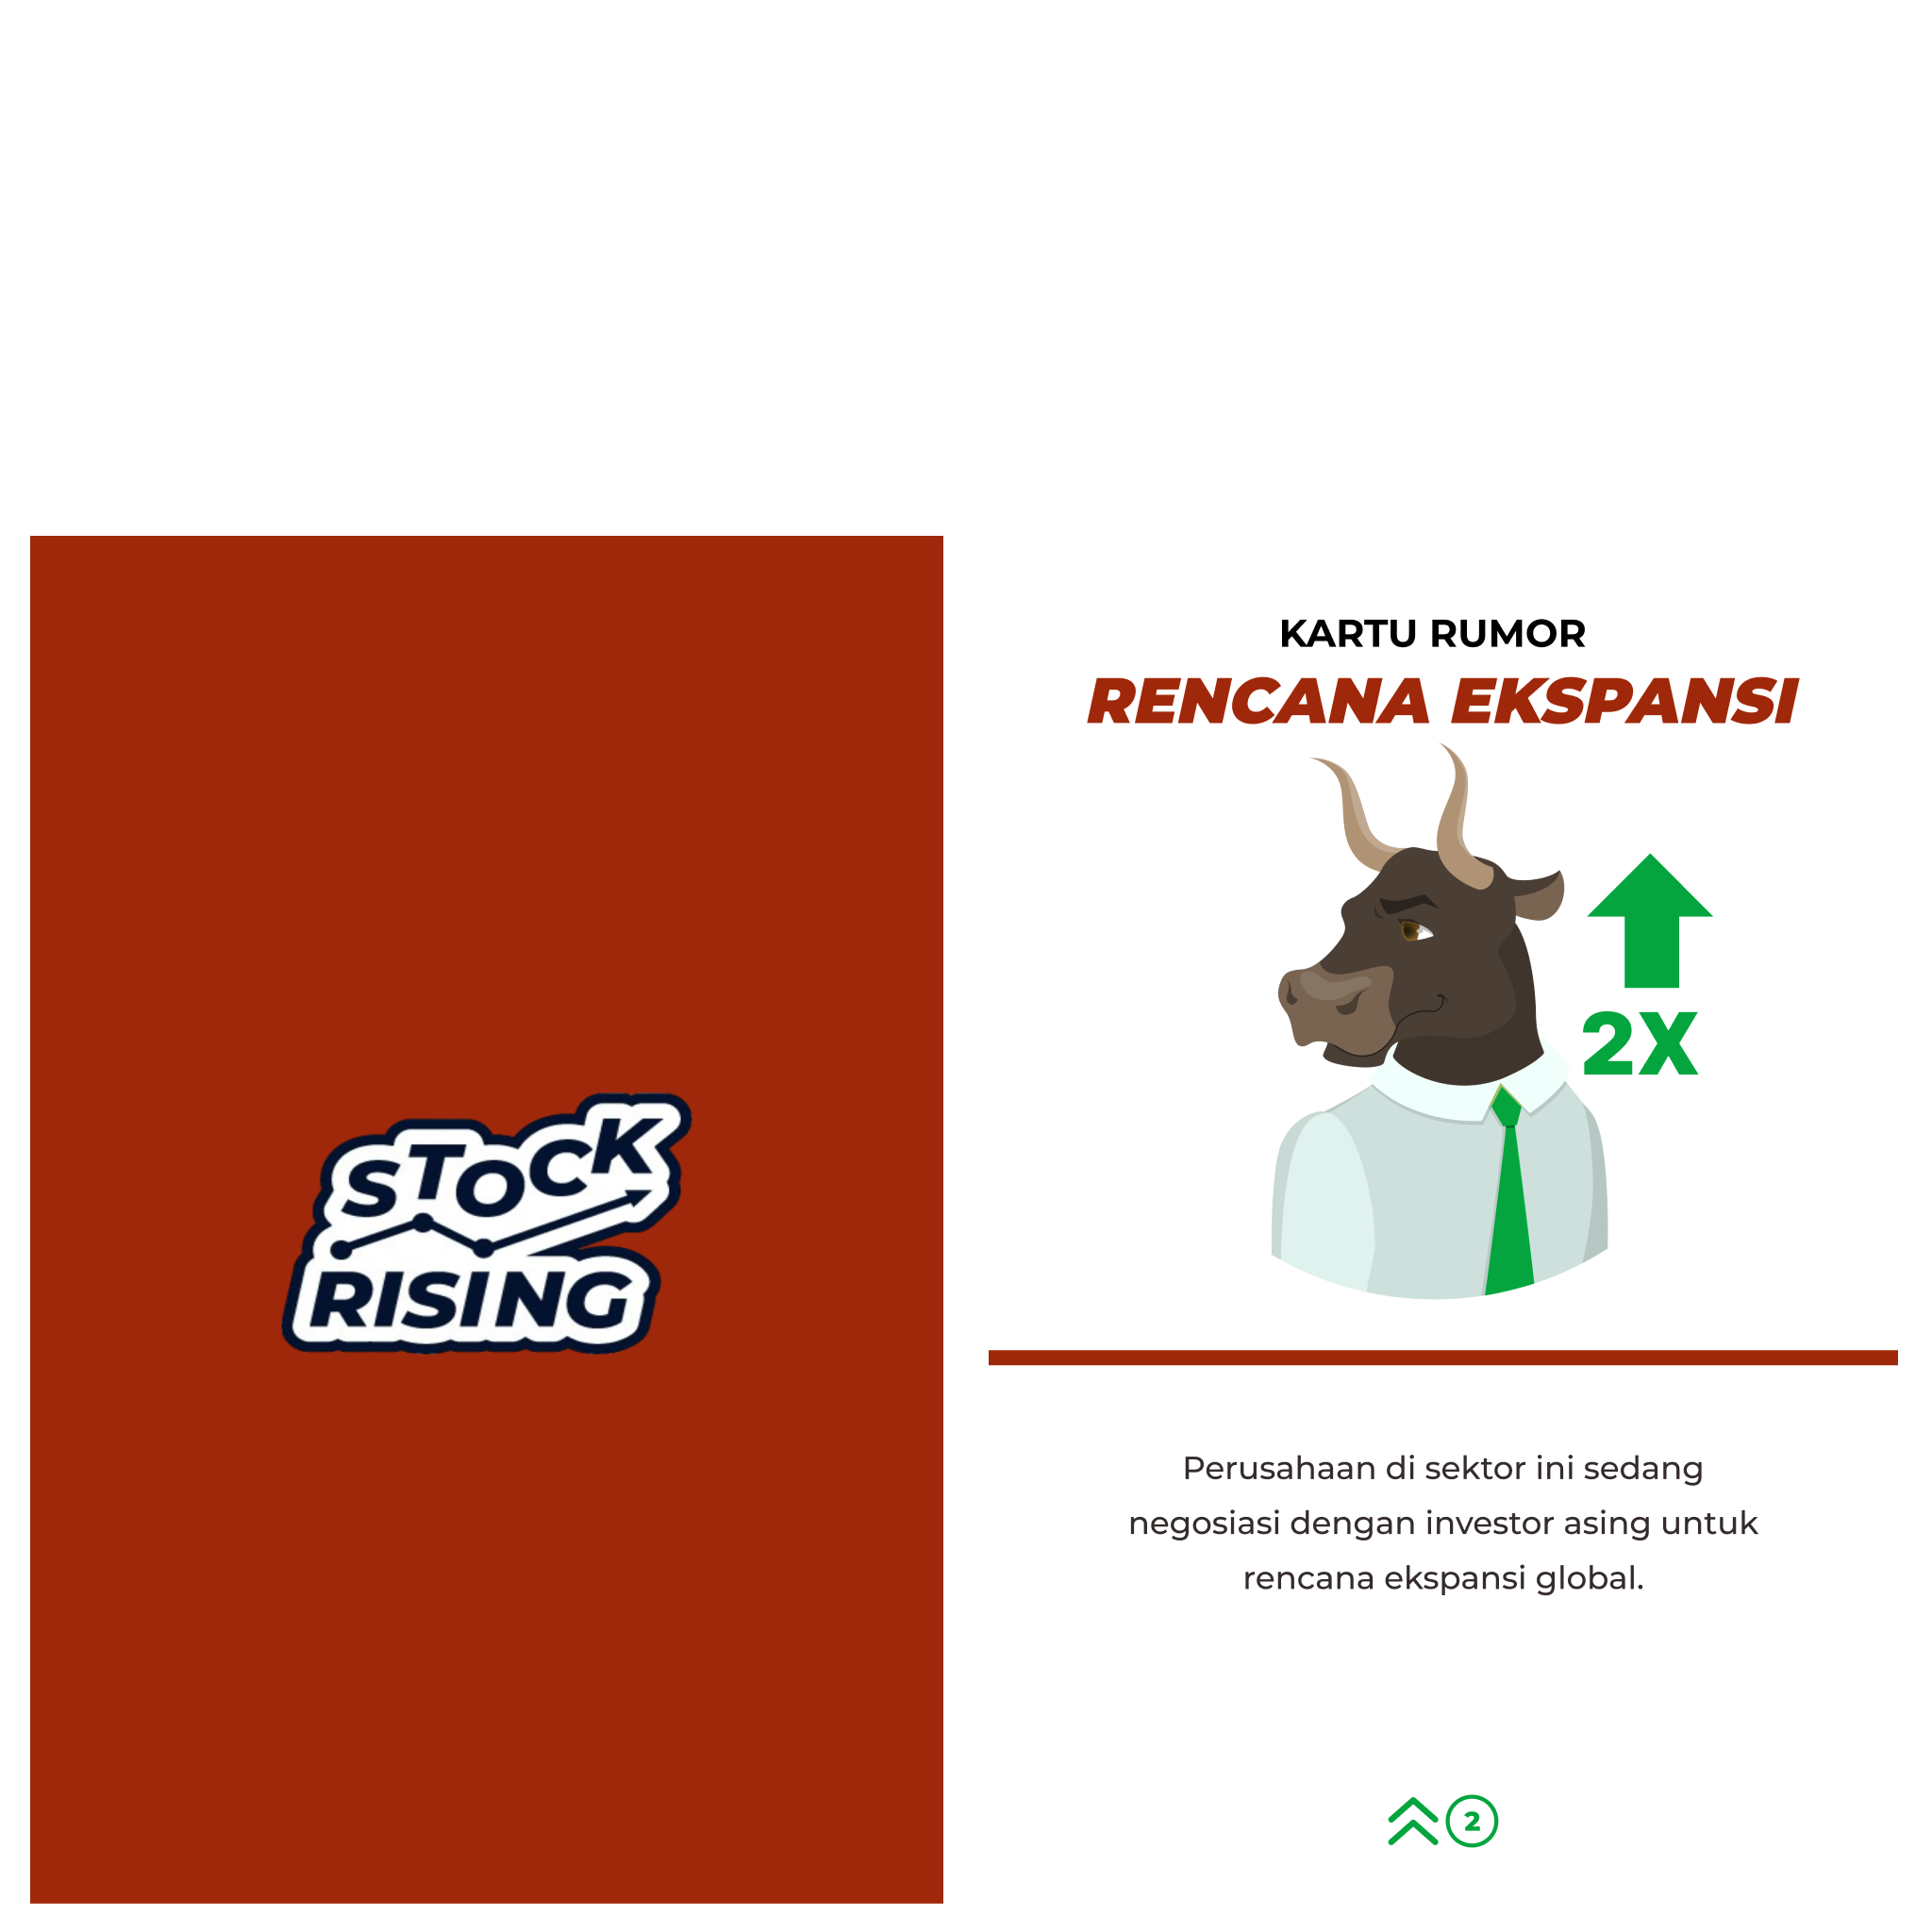 STOCK
RISING
KARTU RUMOR
RENCANA EKSPANSI
2X
Perusahaan di sektor ini sedang
negosiasi dengan investor asing untuk
rencana ekspansi global.
2